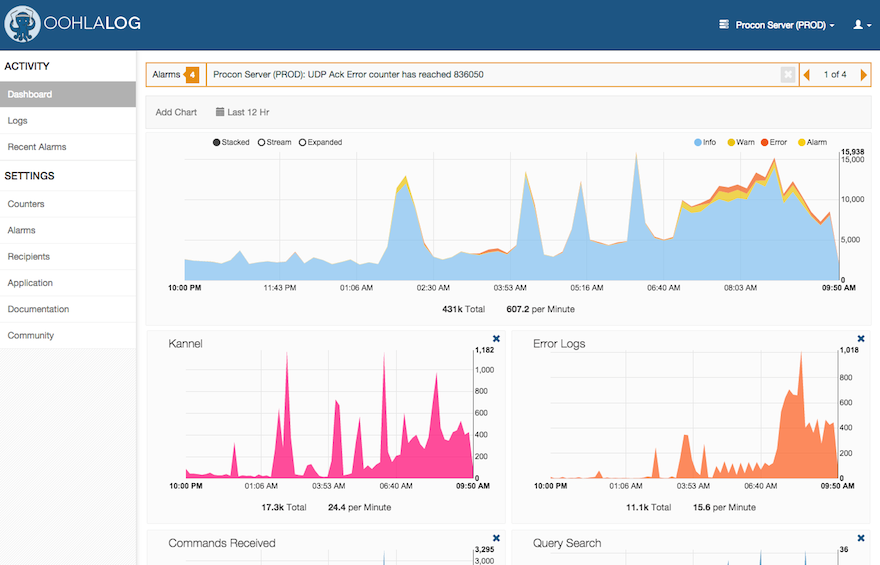 OOHLALOG
Procon Server (PROD)
ACTIVITY
Dashboard
Logs
Recent Alarms
SETTINGS
Counters
Alarms
Recipients
Application
Documentation
Community
Alarms 4 Procon Server (PROD): UDP Ack Error counter has reached 836050 1 of 4
Add Chart Last 12 Hr
Stacked Stream Expanded Info Warn Error Alarm
15,938
15,000
10,000
5,000
0
10:00 PM 11:43 PM 01:06 AM 02:30 AM 03:53 AM 05:16 AM 06:40 AM 08:03 AM 09:50 AM
431k Total 607.2 per Minute
Kannel
1,182
1,000
800
600
400
200
0
10:00 PM 01:06 AM 03:53 AM 06:40 AM 09:50 AM
17.3k Total 24.4 per Minute
Error Logs
1,018
800
600
400
200
0
10:00 PM 01:06 AM 03:53 AM 06:40 AM 09:50 AM
11.1k Total 15.6 per Minute
Commands Received
3,295
3,000
Query Search
36